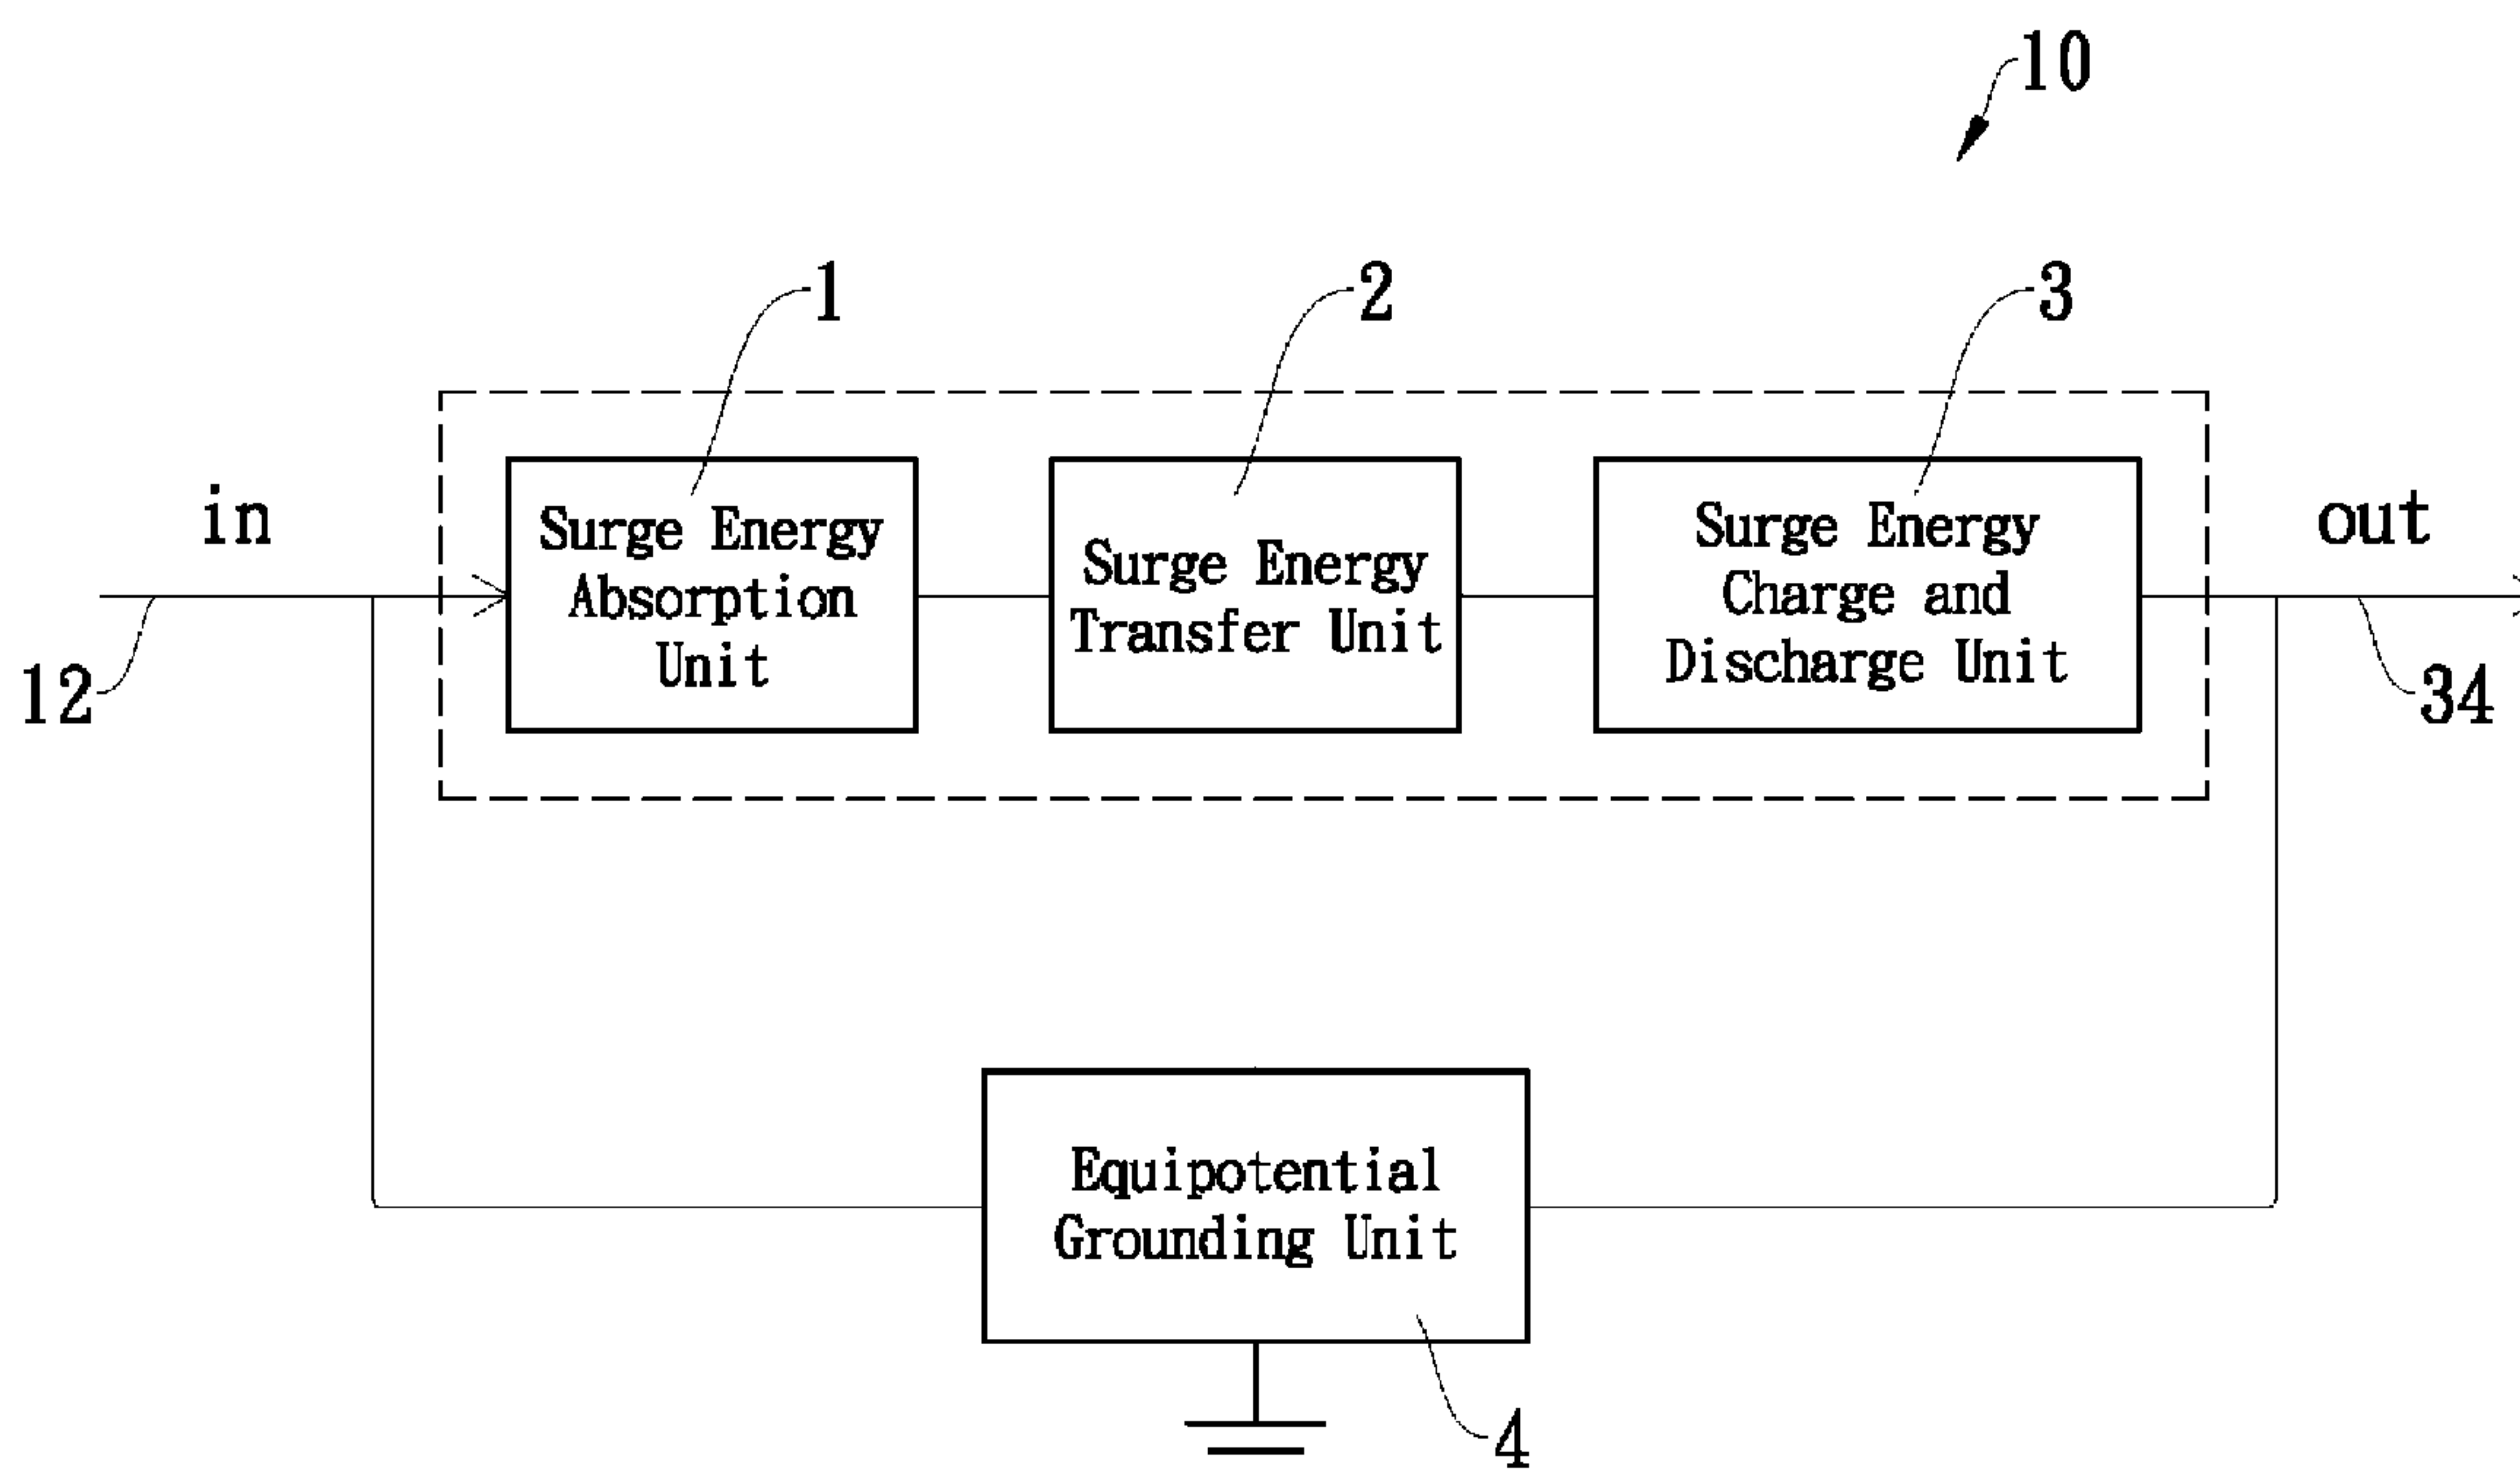 10
1
2
3
in
Surge Energy
Absorption
Unit
Surge Energy
Transfer Unit
Surge Energy
Charge and
Discharge Unit
out
12
34
Equipotential
Grounding Unit
4